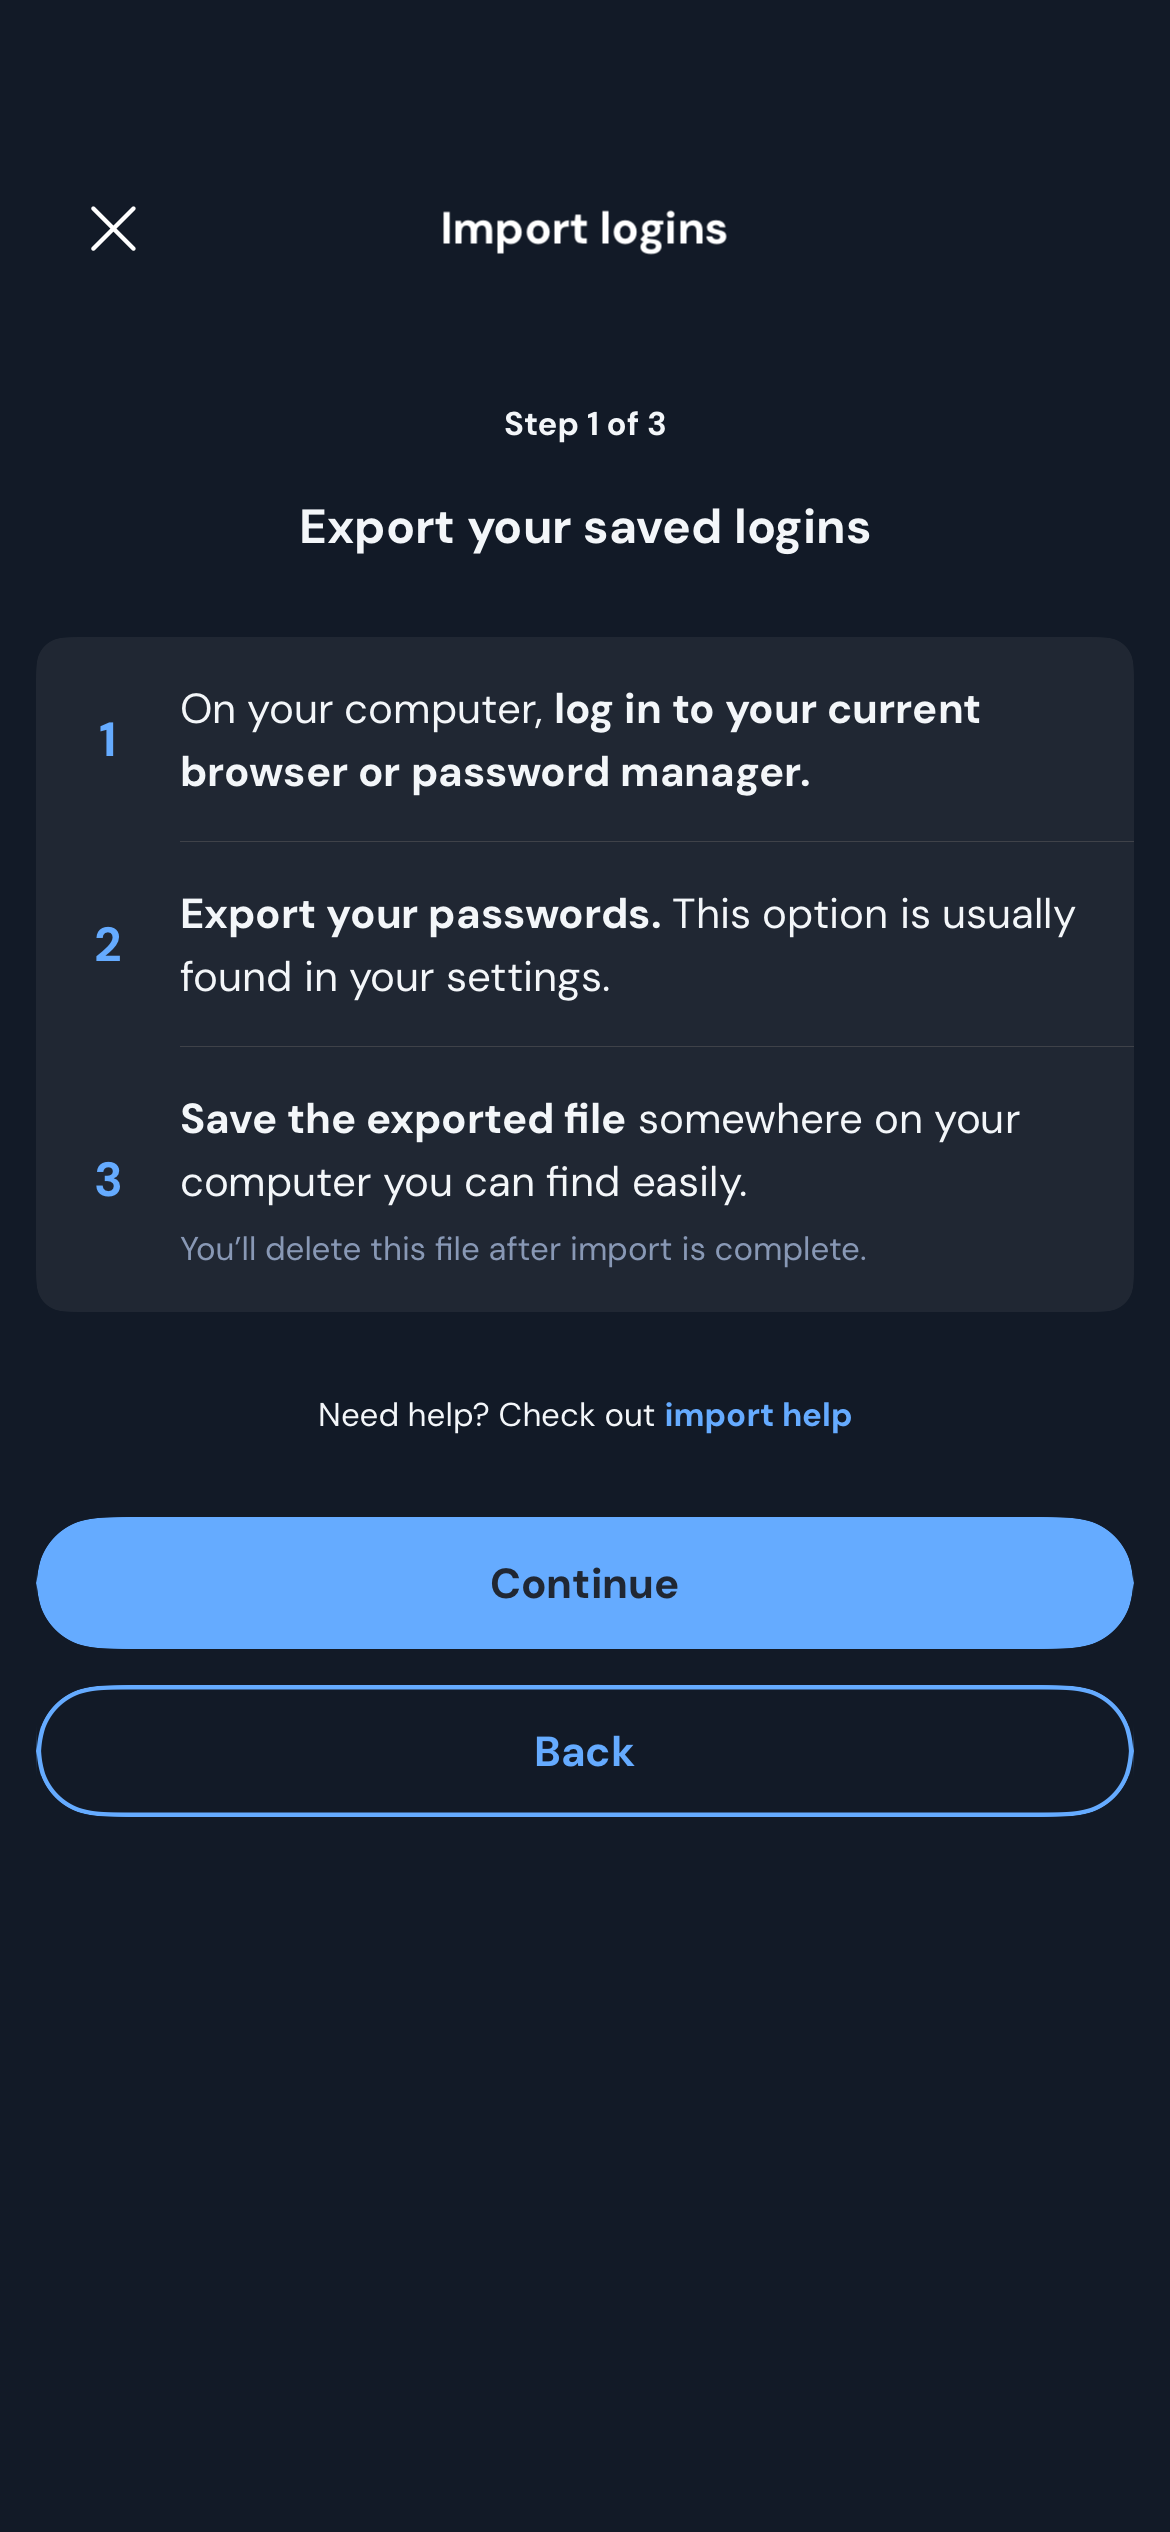 Import logins
Step 1 of 3
Export your saved logins
1
On your computer, log in to your current
browser or password manager.
2
Export your passwords. This option is usually
found in your settings.
3
Save the exported file somewhere on your
computer you can find easily.
You’ll delete this file after import is complete.
Need help? Check out import help
Continue
Back